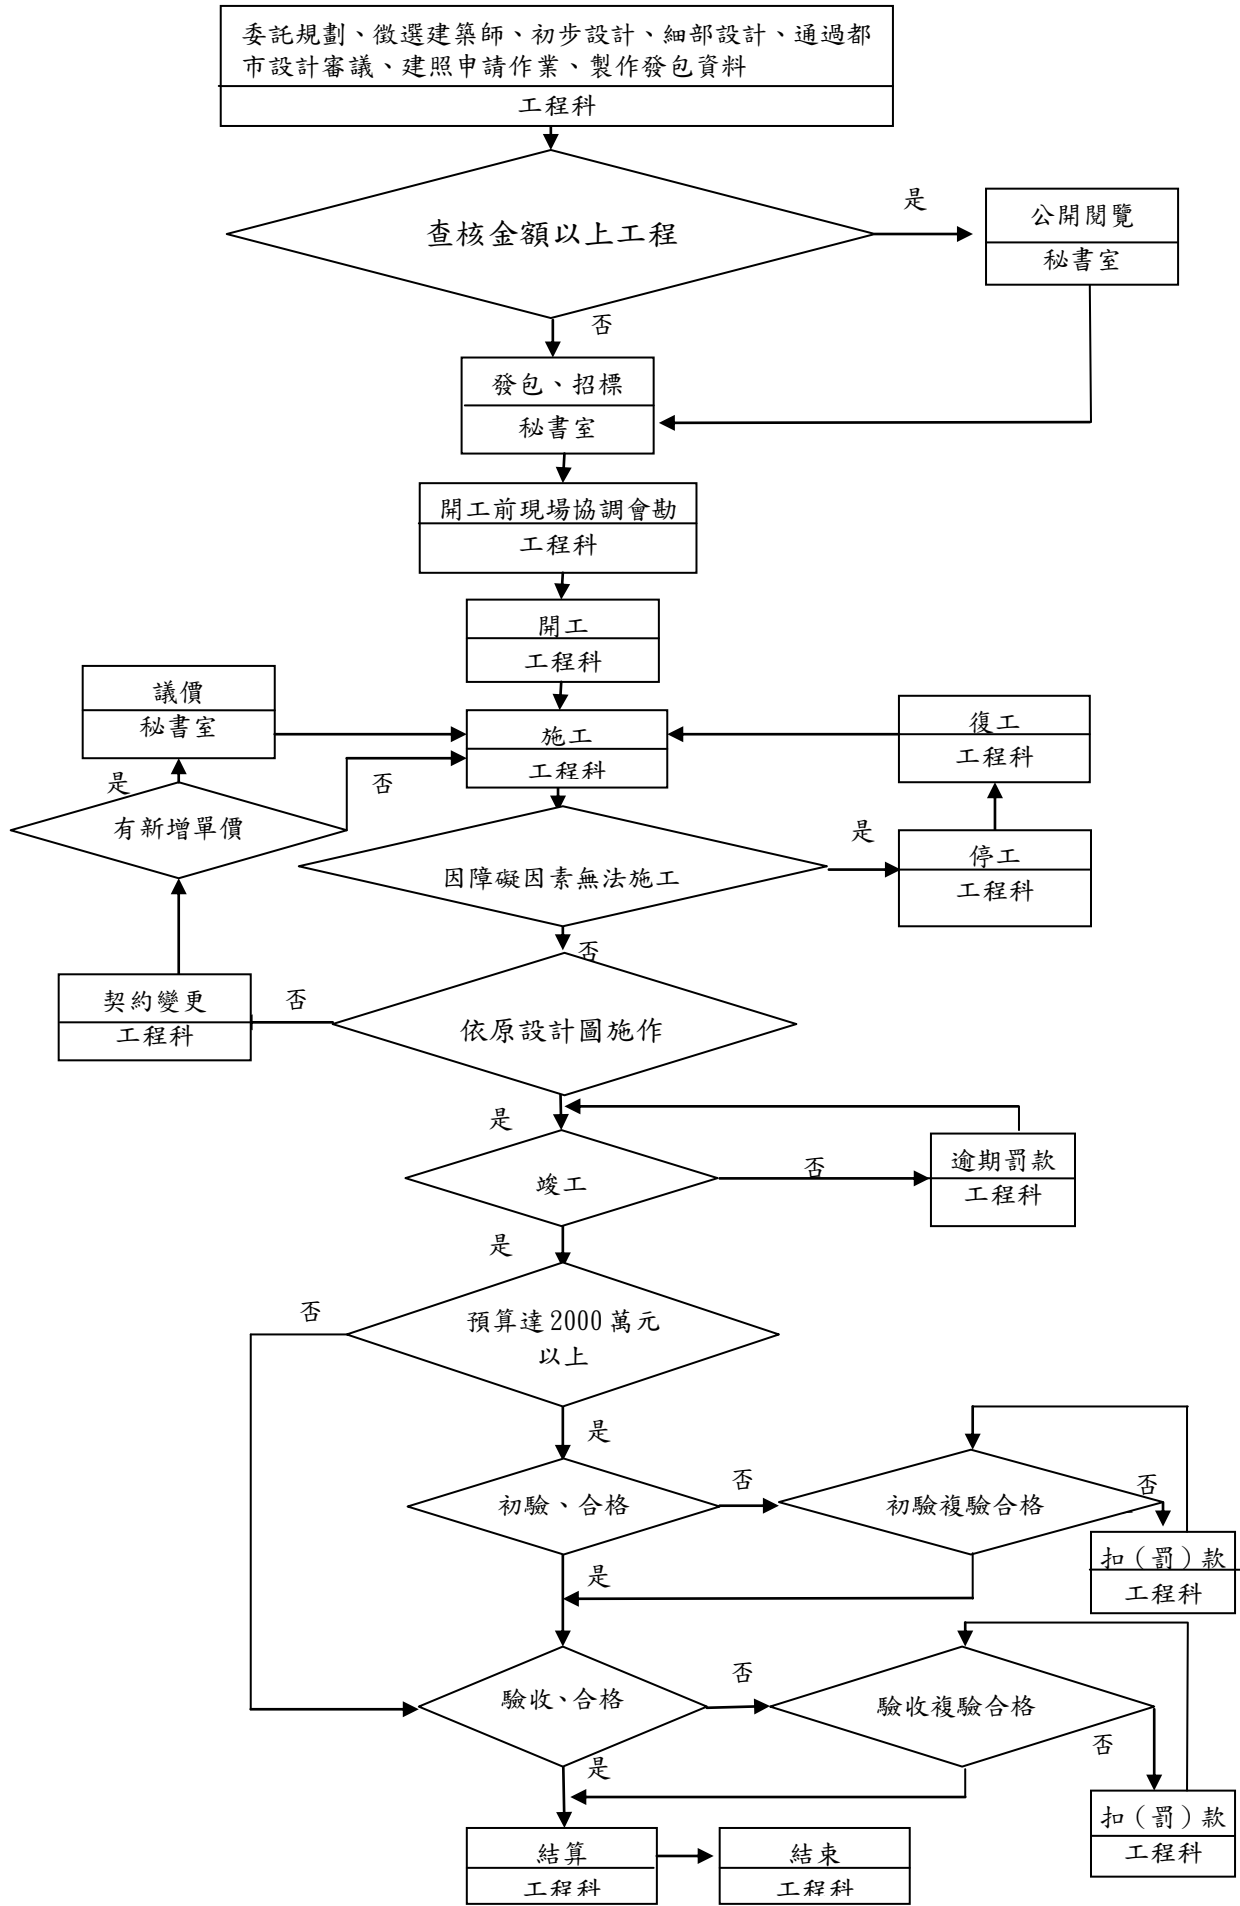 委託規劃、徵選建築師、初步設計、細部設計、通過都
市設計審議、建照申請作業、製作發包資料
工程科
查核金額以上工程
是
公開閱覽
秘書室
否
發包、招標
秘書室
開工前現場協調會勘
工程科
開工
工程科
議價
秘書室
施工
工程科
復工
工程科
是
否
有新增單價
因障礙因素無法施工
是
停工
工程科
否
契約變更
工程科
否
依原設計圖施作
是
竣工
否
逾期罰款
工程科
是
否
預算達2000萬元
以上
是
初驗、合格
否
初驗複驗合格
否
扣（罰）款
工程科
是
驗收、合格
否
驗收複驗合格
否
扣（罰）款
工程科
是
結算
工程科
結束
工程科